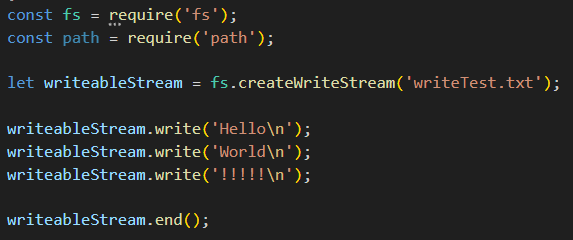 const fs = require('fs');
const path = require('path');
let writeableStream = fs.createWriteStream('writeTest.txt');
writeableStream.write('Hello\n');
writeableStream.write('World\n');
writeableStream.write('!!!!!\n');
writeableStream.end();